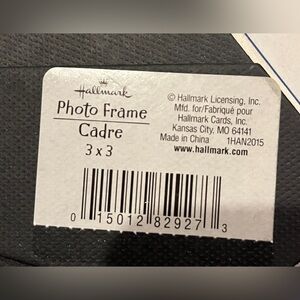 Hallmark
Photo Frame
Cadre
3 x 3
© Hallmark Licensing, Inc.
Mfd. for/Fabriqué pour
Hallmark Cards, Inc.
Kansas City, MO 64141
Made in China 1HAN2015
www.hallmark.com
0 15012 82927 3